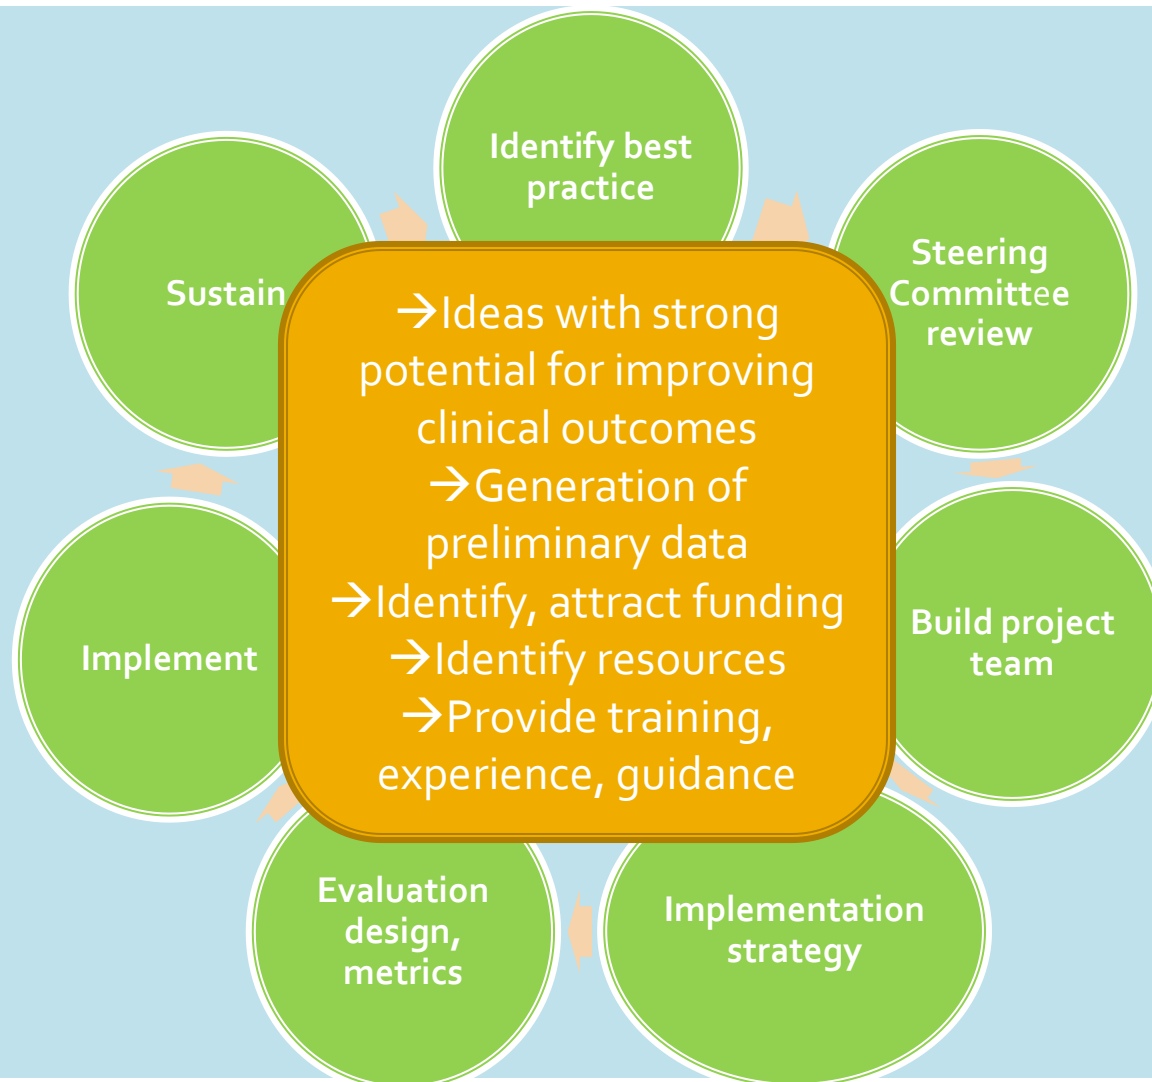 Identify best
practice
Steering
Committee
review
Build project
team
Implementation
strategy
Evaluation
design,
metrics
Implement
Sustain
→Ideas with strong
potential for improving
clinical outcomes
→Generation of
preliminary data
→Identify, attract funding
→Identify resources
→Provide training,
experience, guidance